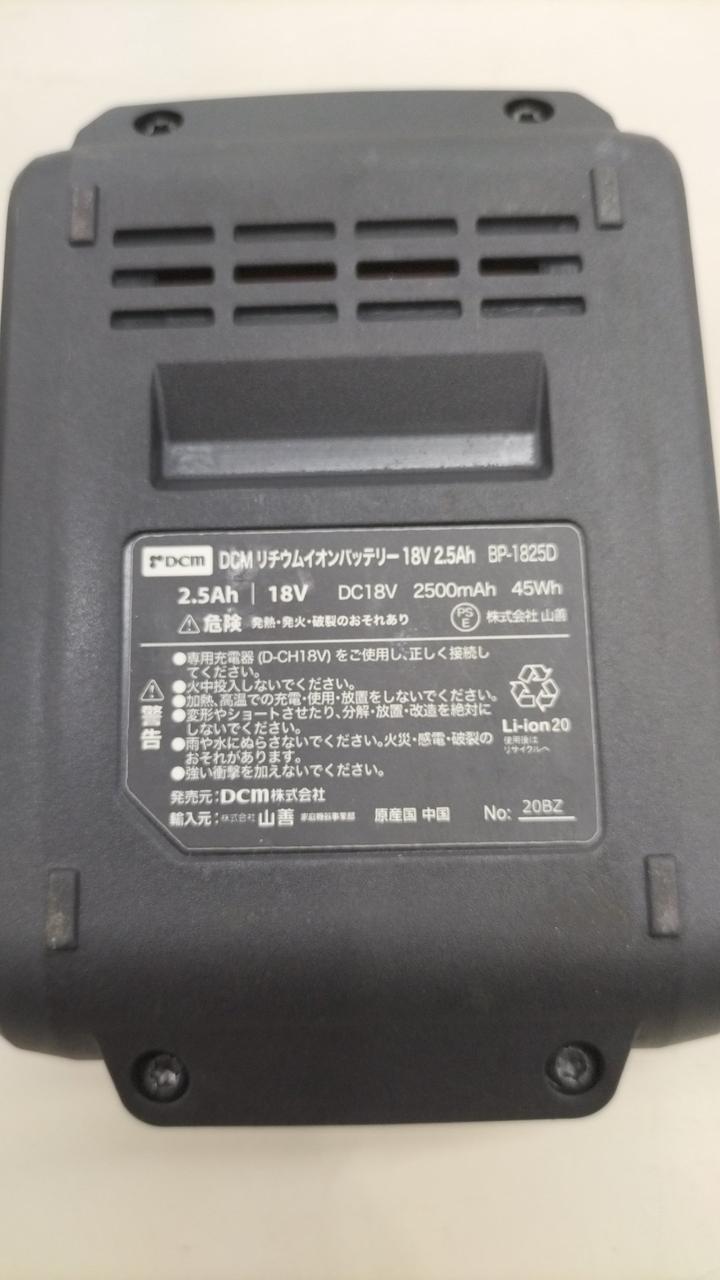 DCM DCM リチウムイオンバッテリー 18V 2.5Ah BP-1825D
2.5Ah | 18V DC18V 2500mAh 45Wh
⚠危険 発熱・発火・破裂のおそれあり PSE 株式会社 山善
⚠警告
●専用充電器 (D-CH18V) をご使用し、正しく接続し
てください。
●火中投入しないでください。
●加熱、高温での充電・使用・放置をしないでください。
●変形やショートさせたり、分解・放置・改造を絶対に
しないでください。
●雨や水にぬらさないでください。火災・感電・破裂の
おそれがあります。
●強い衝撃を加えないでください。
Li-ion20
使用後は
リサイクルへ
発売元：DCM株式会社
輸入元：株式会社 山善 家庭機器事業部 原産国 中国 No: 20BZ